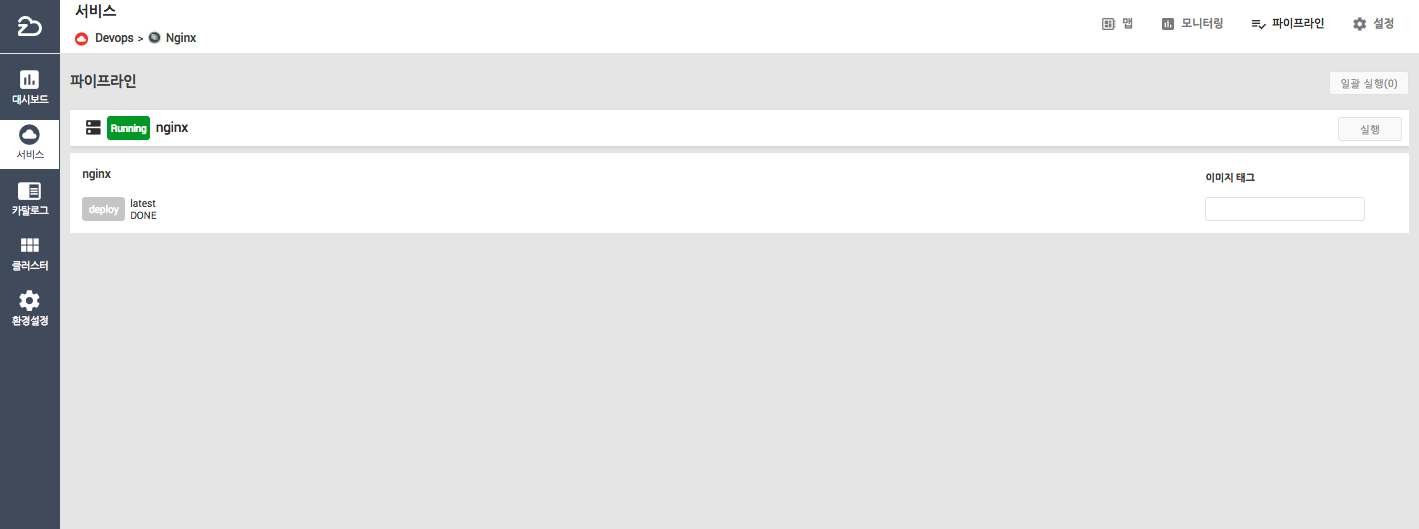 서비스
Devops > Nginx
맵
모니터링
파이프라인
설정
대시보드
서비스
카탈로그
클러스터
환경설정
파이프라인
일괄 실행(0)
Running nginx
실행
nginx
이미지 태그
deploy
latest
DONE